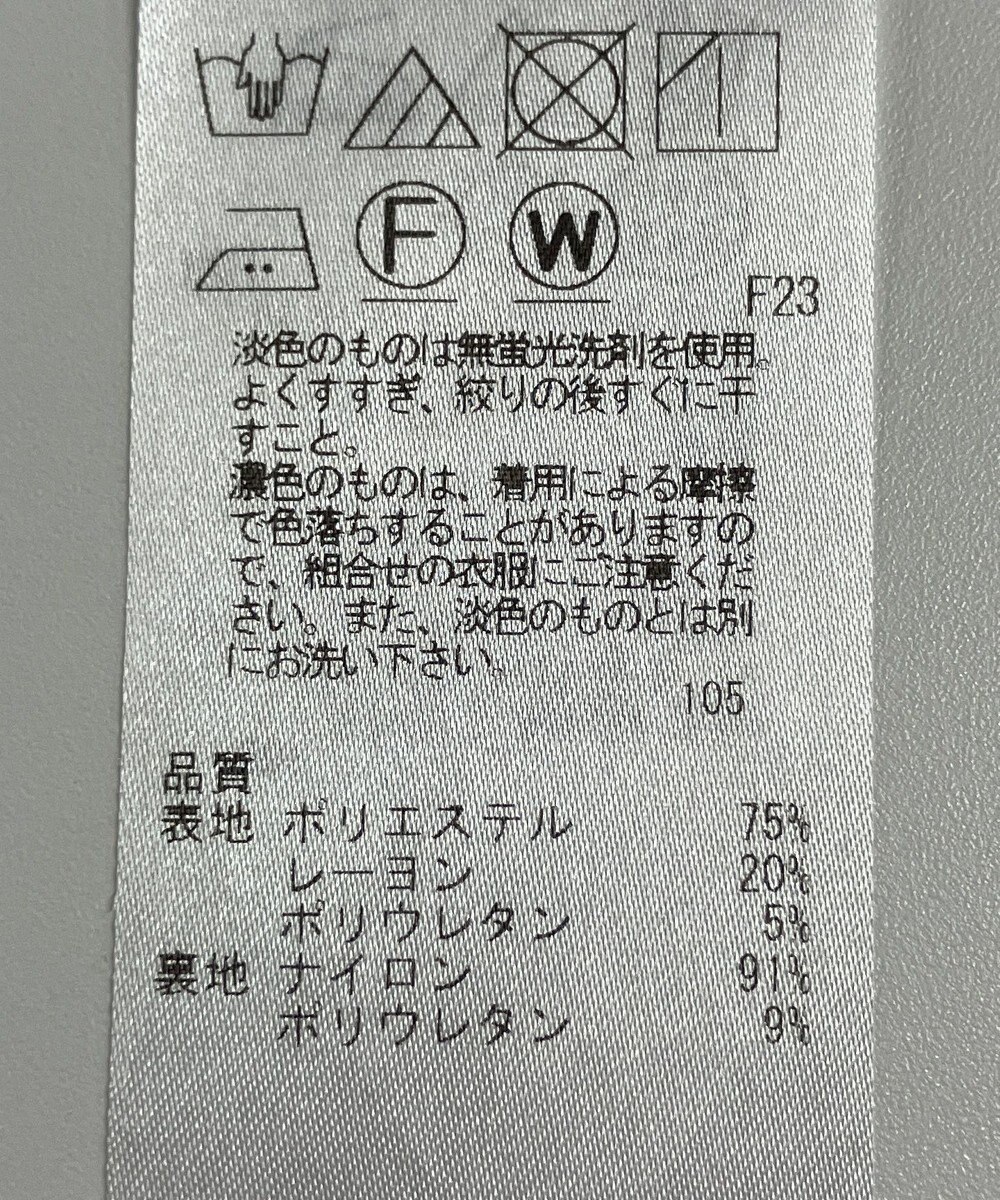 F
W
F23
淡色のものは無蛍光洗剤を使用。
よくすすぎ、絞りの後すぐに干
すこと。
濃色のものは、着用による摩擦
で色落ちすることがありますの
で、組合せの衣服にご注意くだ
さい。また、淡色のものとは別
にお洗い下さい。
105
品質
表地 ポリエステル 75%
レーヨン 20%
ポリウレタン 5%
裏地 ナイロン 91%
ポリウレタン 9%